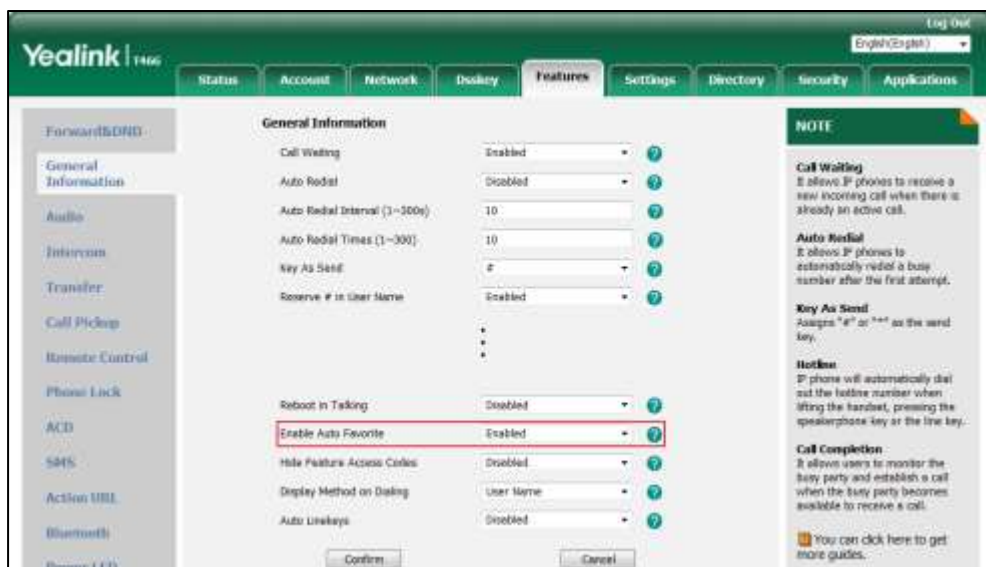 Log Out
Yealink T46G
English(English)
Status Account Network Dsskey Features Settings Directory Security Applications
Forward&DND
General Information
Audio
Intercom
Transfer
Call Pickup
Remote Control
Phone Lock
ACD
SMS
Action URL
Bluetooth
Power LED
General Information
Call Waiting Enabled
Auto Redial Disabled
Auto Redial Interval (1~300s) 10
Auto Redial Times (1~300) 10
Key As Send #
Reserve # in User Name Enabled
Reboot in Talking Disabled
Enable Auto Favorite Enabled
Hide Feature Access Codes Disabled
Display Method on Dialing User Name
Auto Linekeys Disabled
Confirm Cancel
NOTE
Call Waiting
It allows IP phones to receive a
new incoming call when there is
already an active call.
Auto Redial
It allows IP phones to
automatically redial a busy
number after the first attempt.
Key As Send
Assigns "#" or "*" as the send
key.
Hotline
IP phone will automatically dial
out the hotline number when
lifting the handset, pressing the
speakerphone key or the line key.
Call Completion
It allows users to monitor the
busy party and establish a call
when the busy party becomes
available to receive a call.
You can click here to get
more guides.